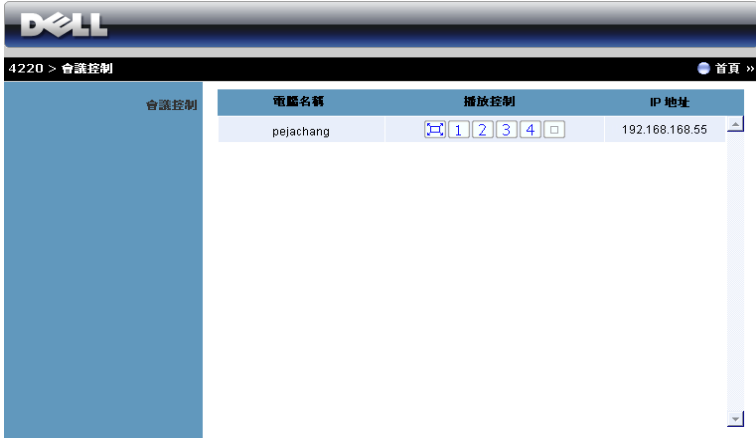 DELL
4220 > 會議控制
首頁 »
會議控制
電腦名稱 播放控制 IP 地址
pejachang 1 2 3 4 192.168.168.55